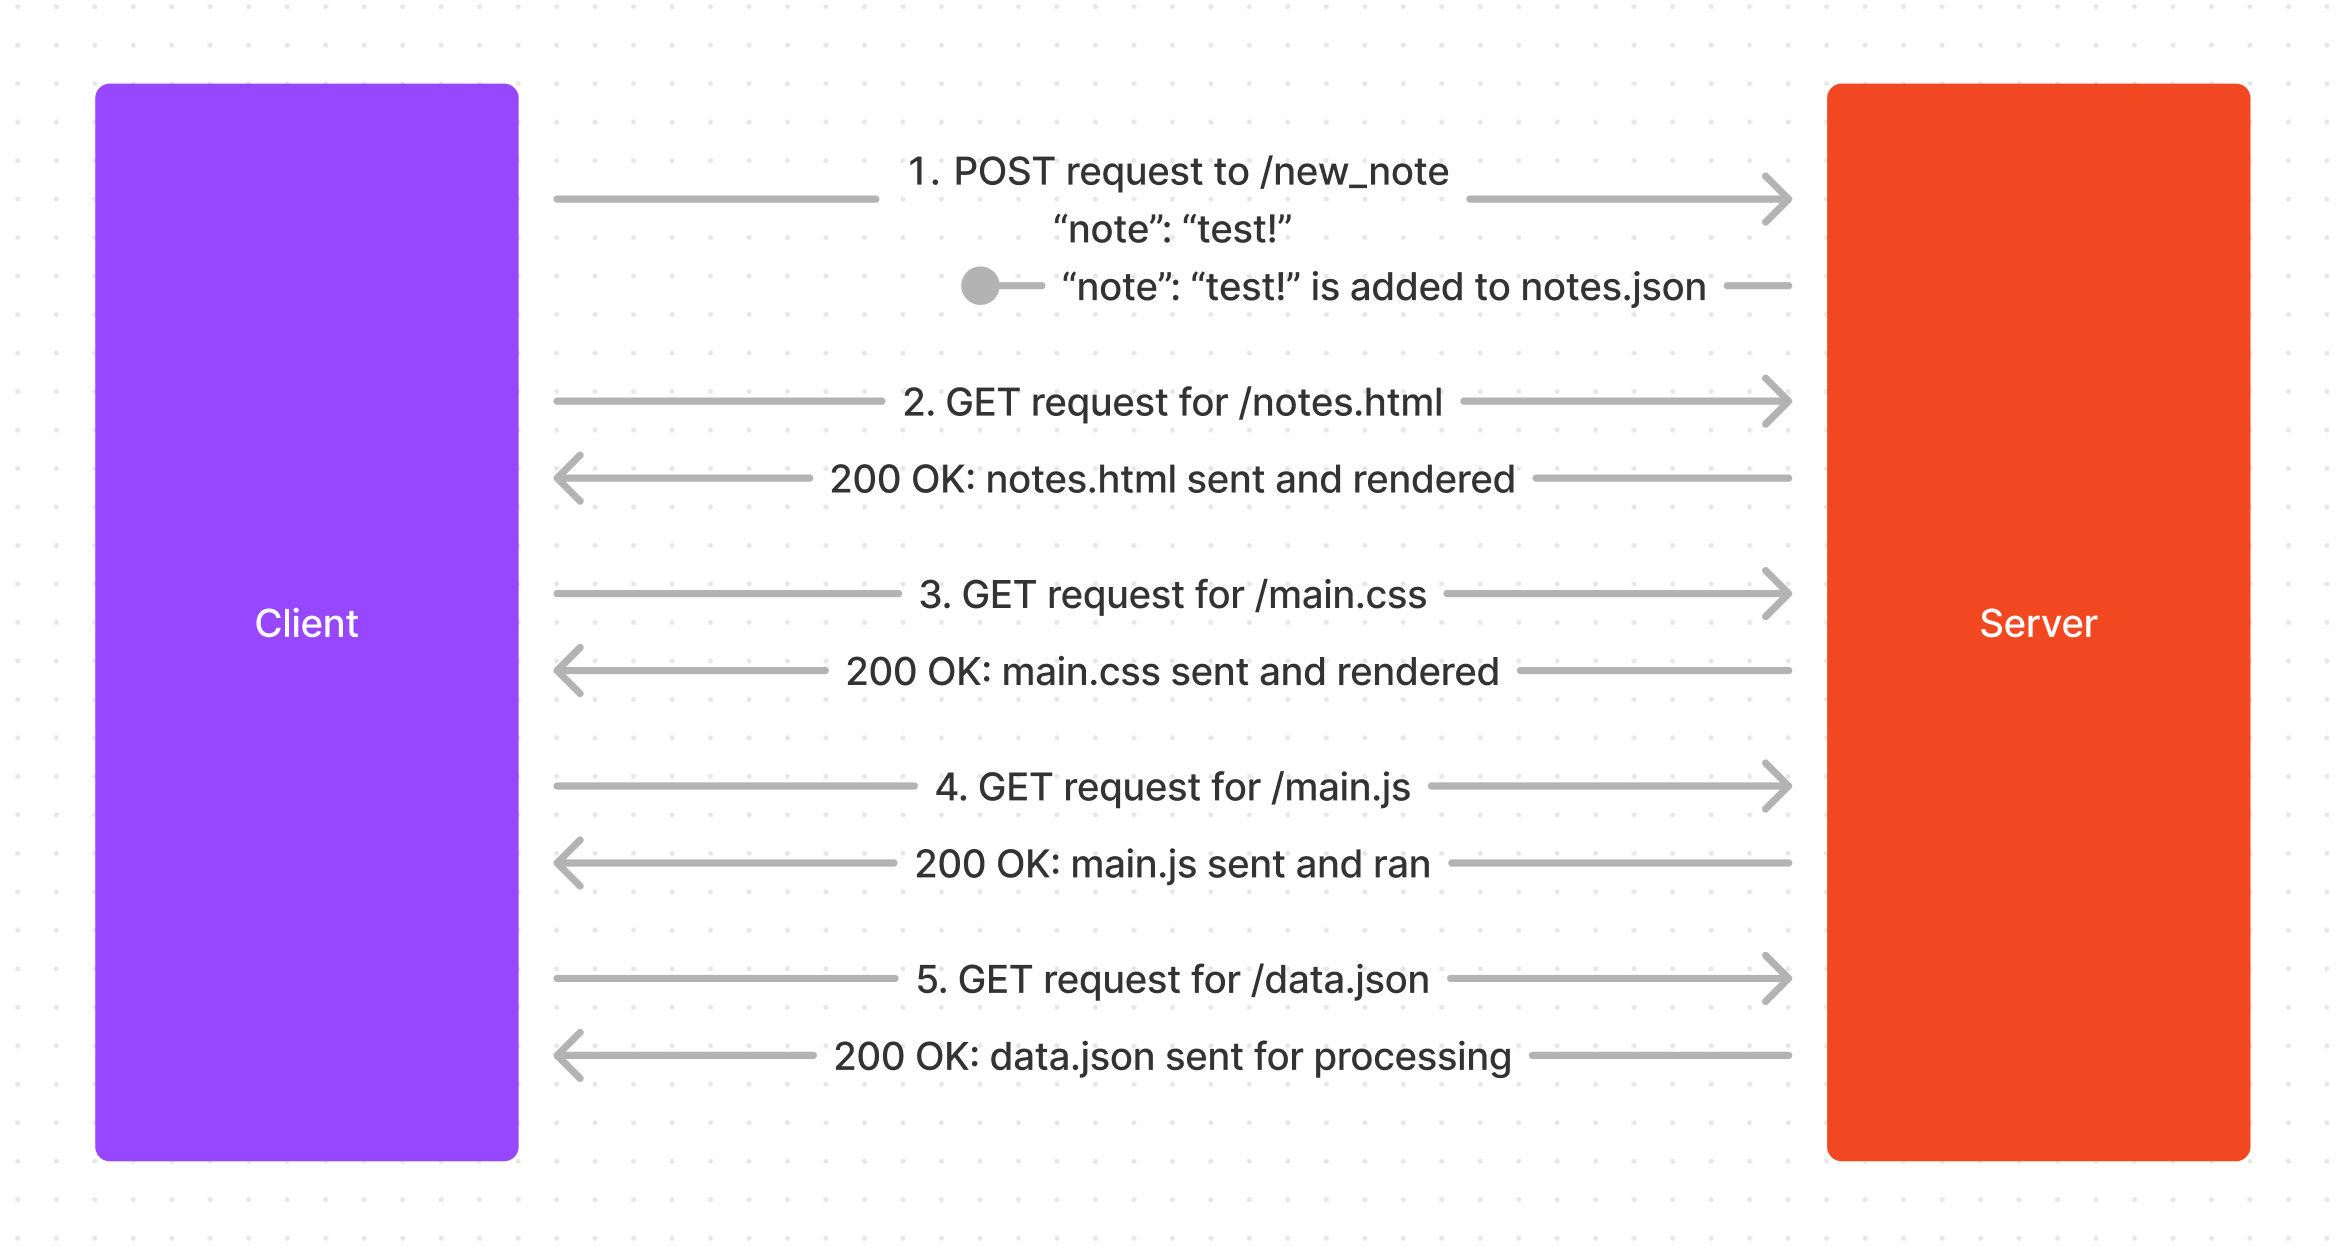 1. POST request to /new_note
“note”: “test!”
“note”: “test!” is added to notes.json
2. GET request for /notes.html
200 OK: notes.html sent and rendered
3. GET request for /main.css
Client
Server
200 OK: main.css sent and rendered
4. GET request for /main.js
200 OK: main.js sent and ran
5. GET request for /data.json
200 OK: data.json sent for processing